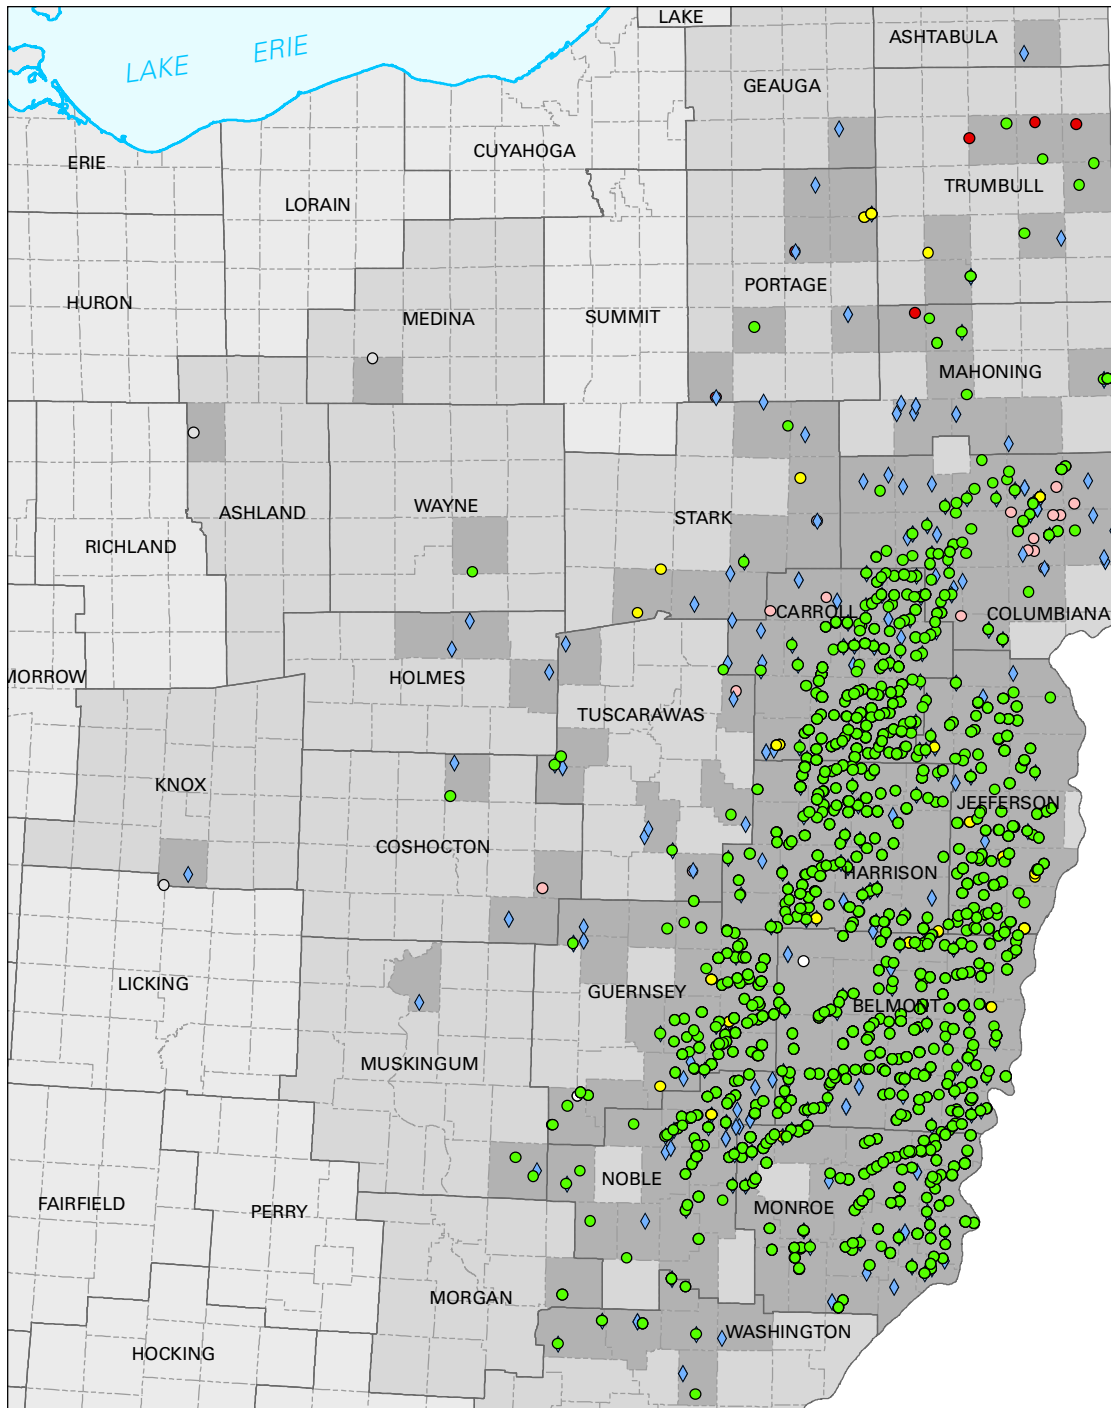 LAKE
ASHTABULA
LAKE ERIE
GEAUGA
CUYAHOGA
ERIE
TRUMBULL
LORAIN
PORTAGE
HURON
MEDINA
SUMMIT
MAHONING
WAYNE
ASHLAND
STARK
RICHLAND
CARROLL
COLUMBIANA
MORROW
HOLMES
TUSCARAWAS
KNOX
JEFFERSON
COSHOCTON
HARRISON
LICKING
GUERNSEY
BELMONT
MUSKINGUM
NOBLE
FAIRFIELD
PERRY
MONROE
MORGAN
WASHINGTON
HOCKING